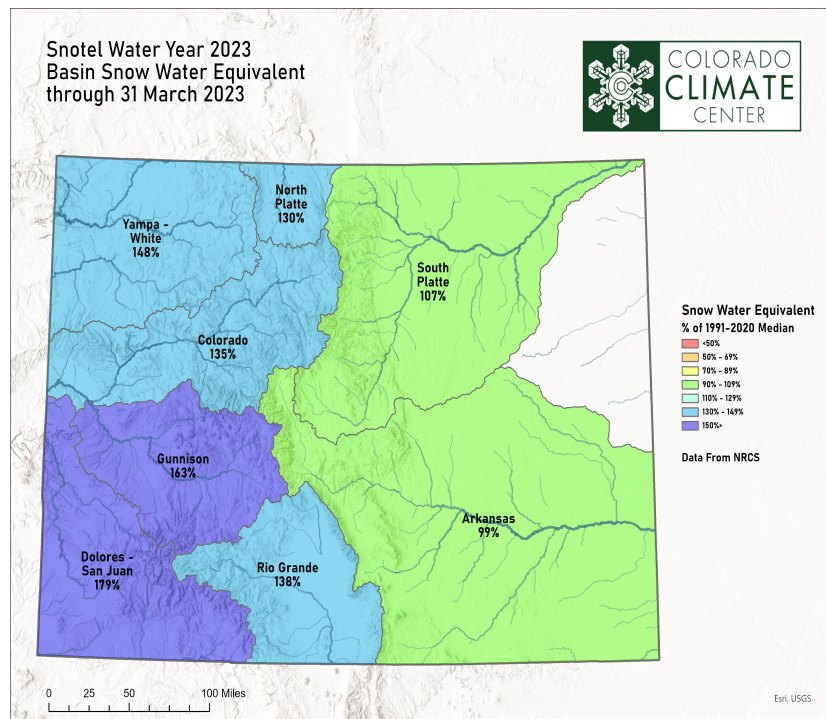 Snotel Water Year 2023
Basin Snow Water Equivalent
through 31 March 2023
COLORADO
CLIMATE
CENTER
North
Platte
130%
Yampa -
White
148%
South
Platte
107%
Colorado
135%
Gunnison
163%
Arkansas
99%
Dolores -
San Juan
179%
Rio Grande
138%
Snow Water Equivalent
% of 1991-2020 Median
<50%
50% - 69%
70% - 89%
90% - 109%
110% - 129%
130% - 149%
150%>
Data From NRCS
0 25 50 100 Miles
Esri, USGS